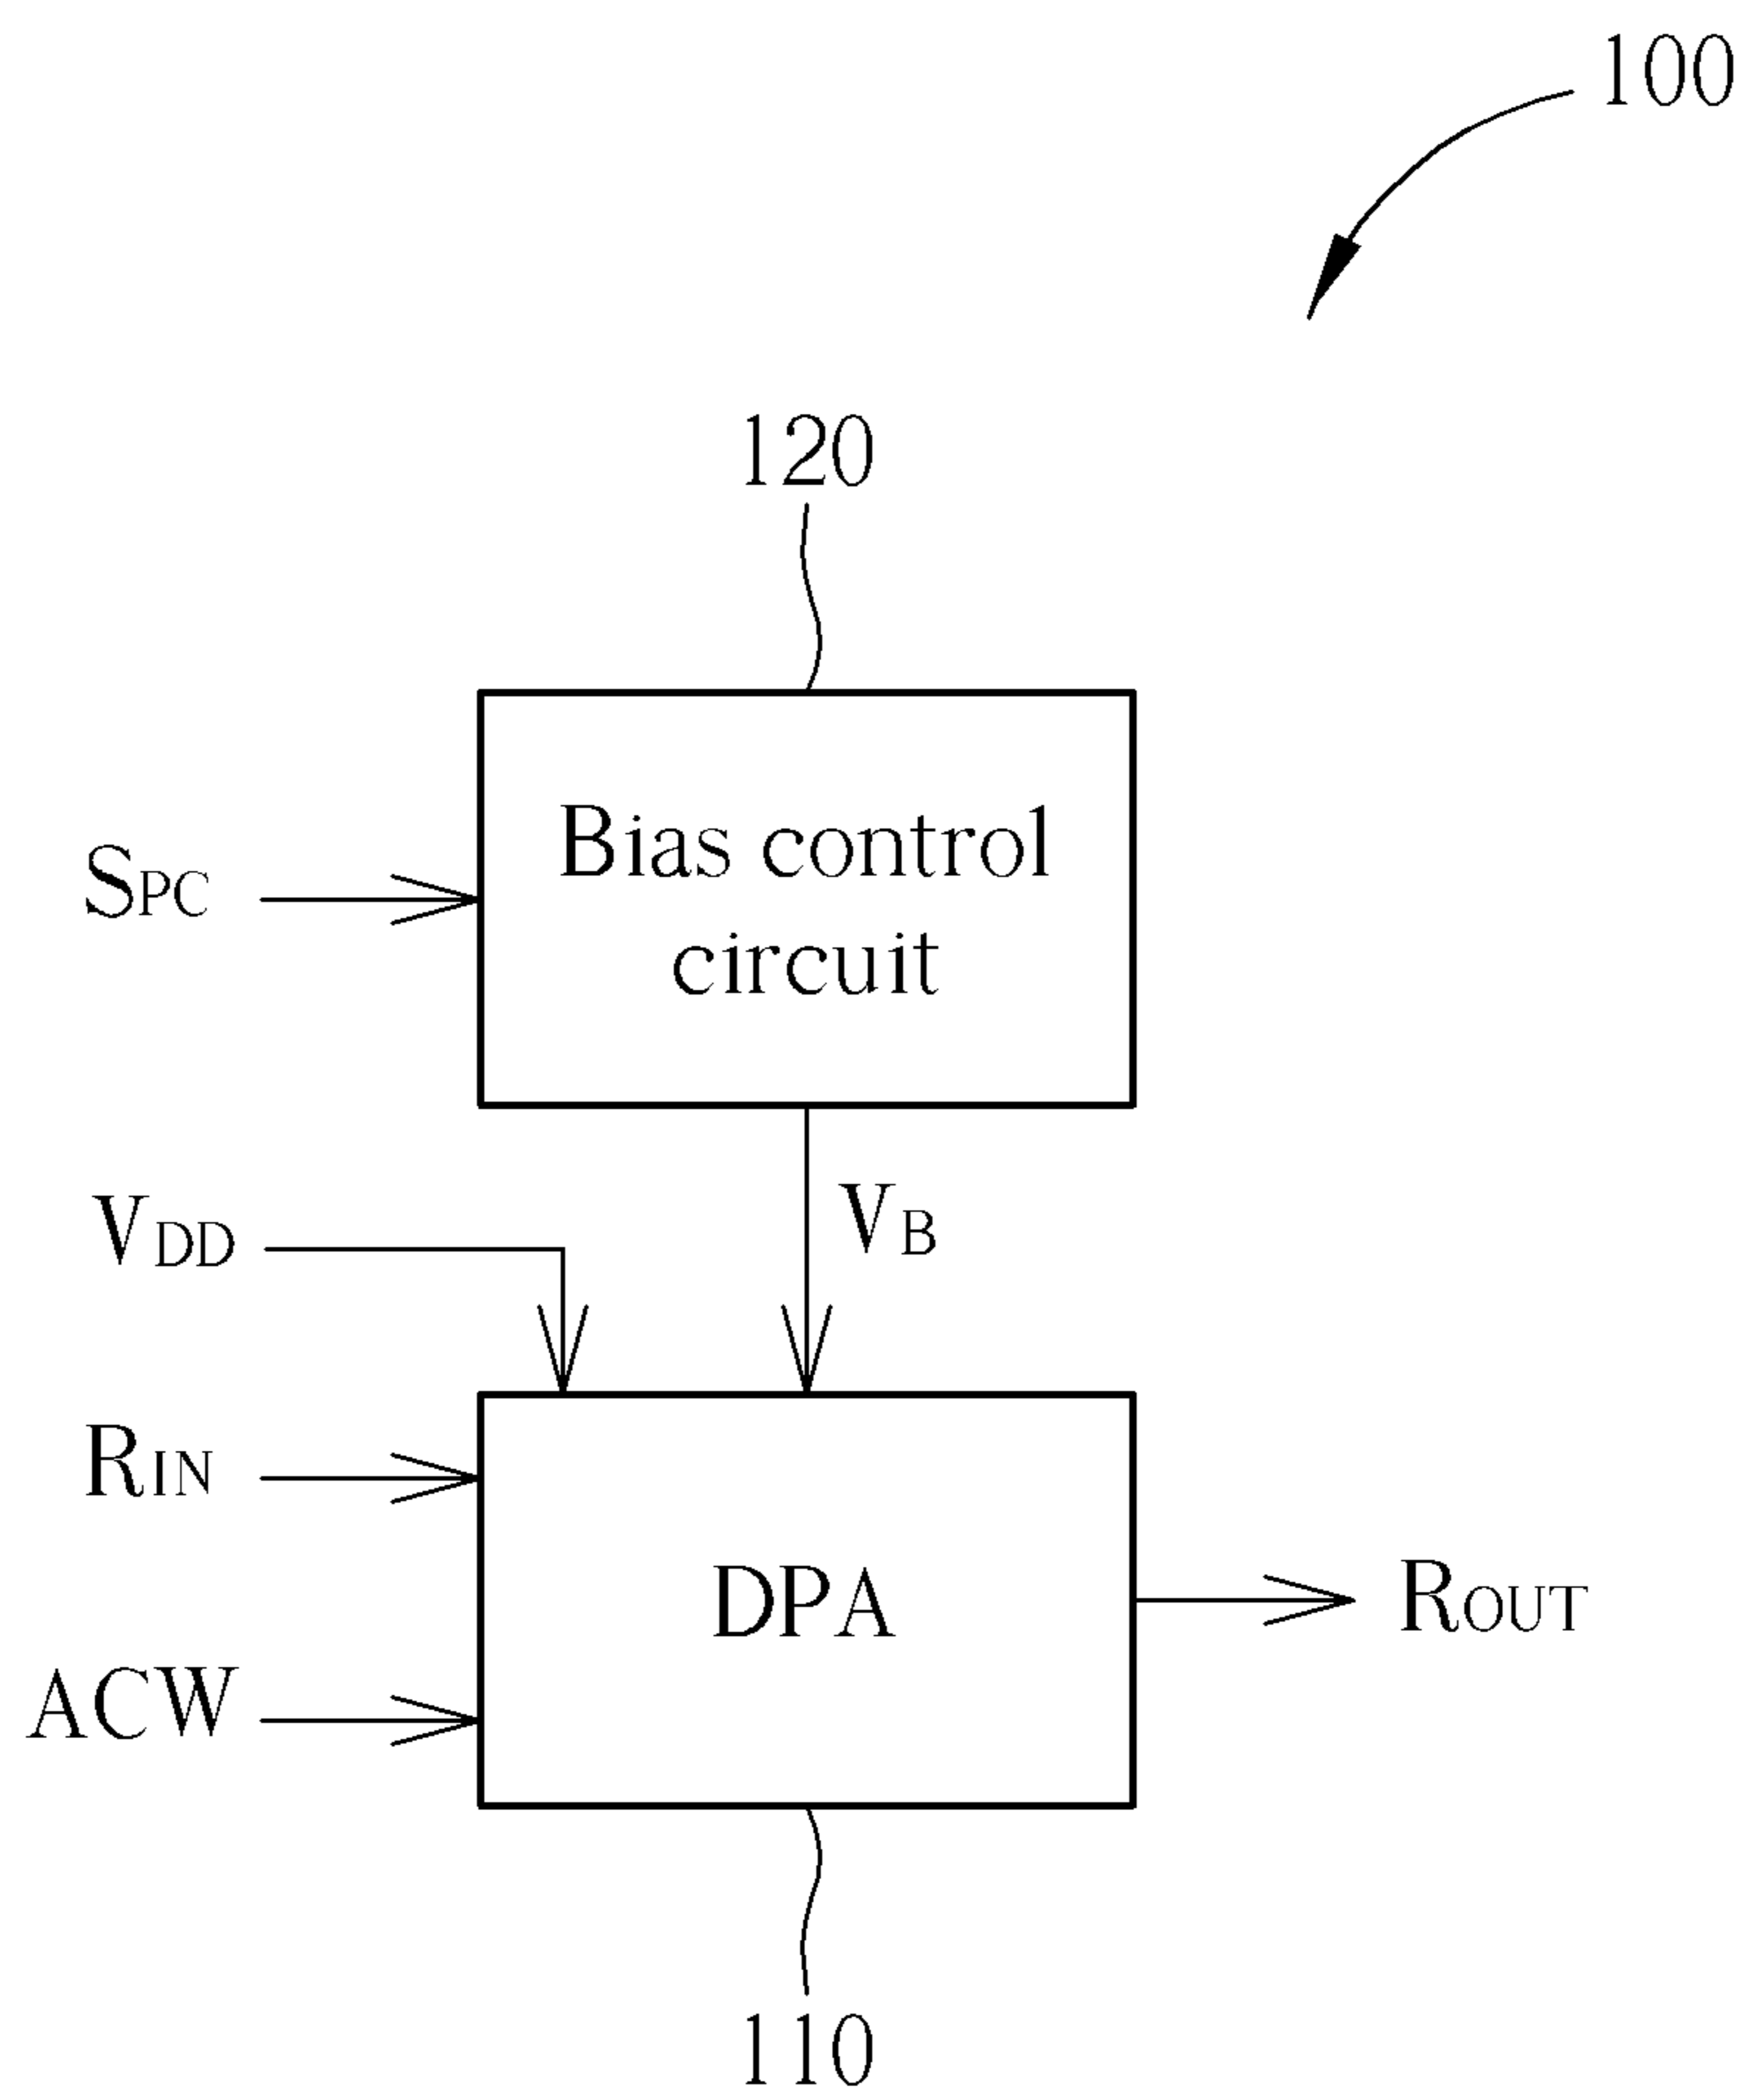 100
120
Bias control
circuit
SPC
VDD
VB
RIN
DPA
ROUT
ACW
110